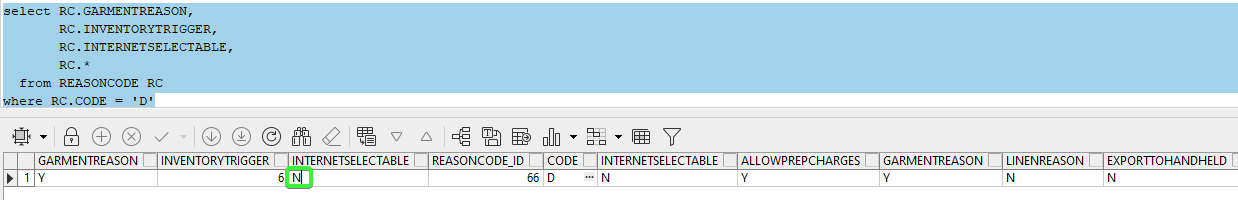 select RC.GARMENTREASON,
RC.INVENTORYTRIGGER,
RC.INTERNETSELECTABLE,
RC.*
from REASONCODE RC
where RC.CODE = 'D'
GARMENTREASON INVENTORYTRIGGER INTERNETSELECTABLE REASONCODE_ID CODE INTERNETSELECTABLE ALLOWPREPCHARGES GARMENTREASON LINENREASON EXPORTTOHANDHELD
1 Y 6 N 66 D ... N Y Y N N